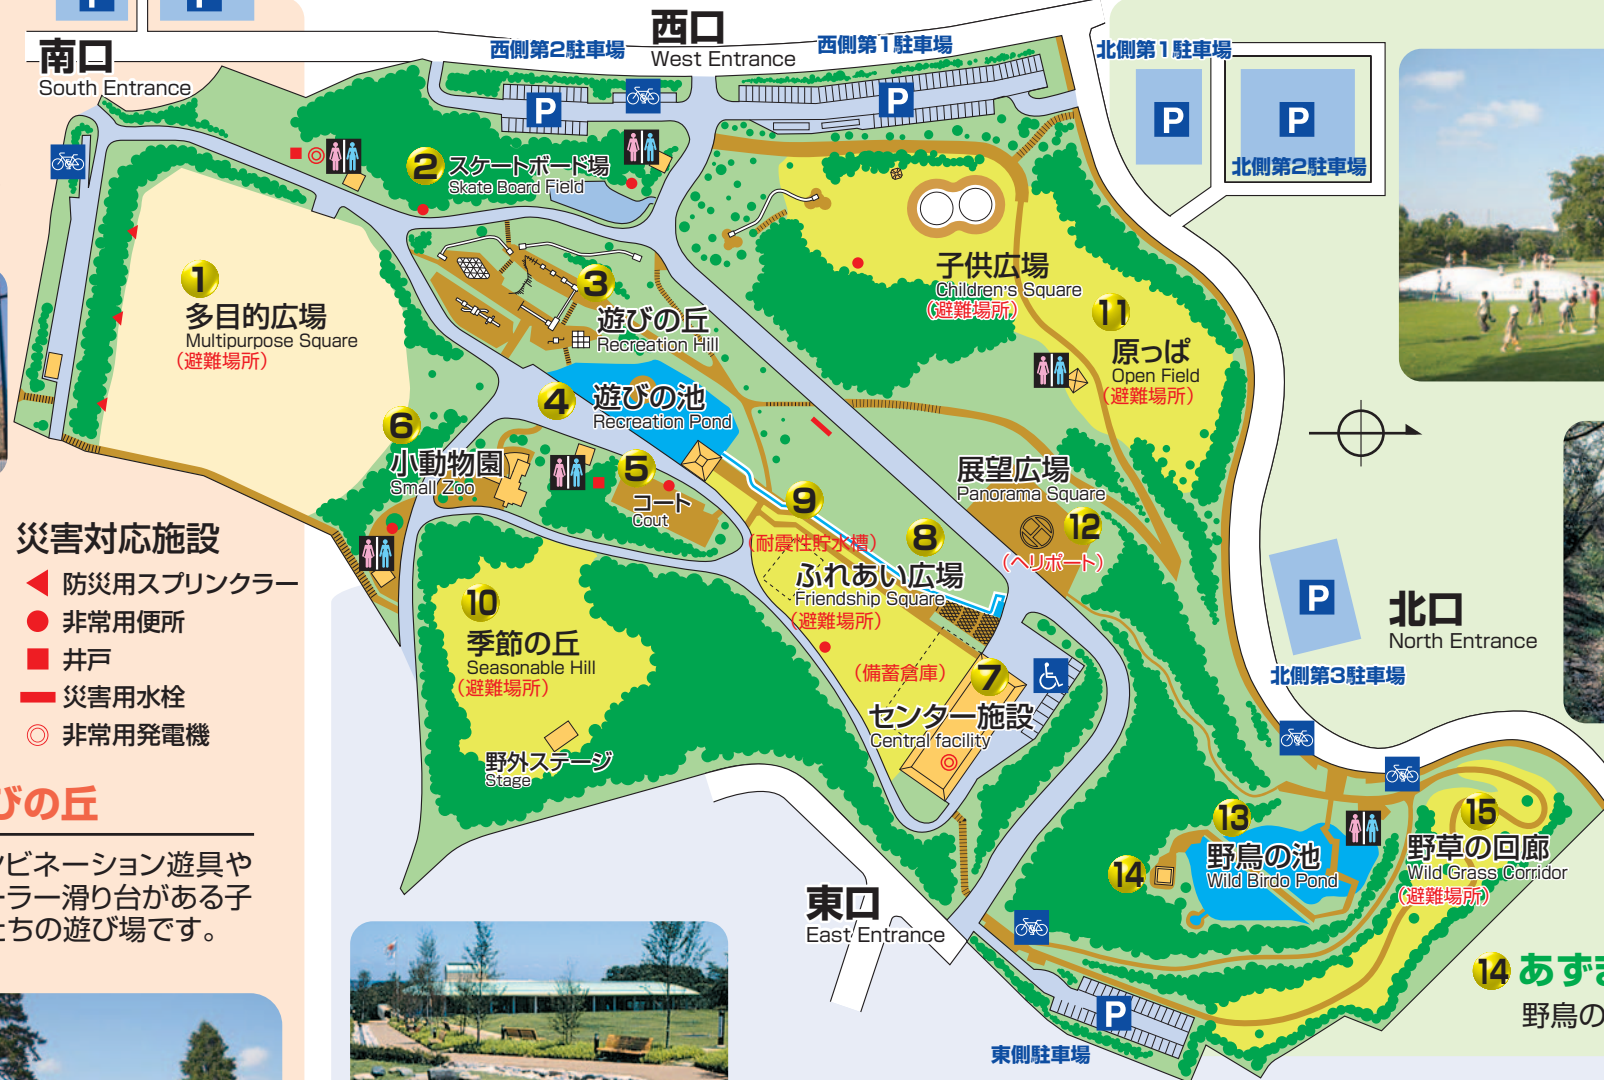 P
P
南口
South Entrance
西側第2駐車場
西口
West Entrance
西側第1駐車場
北側第1駐車場
P
P
P
P
北側第2駐車場
2
スケートボード場
Skate Board Field
1
多目的広場
Multipurpose Square
(避難場所)
3
遊びの丘
Recreation Hill
子供広場
Children's Square
(避難場所)
11
原っぱ
Open Field
(避難場所)
4
遊びの池
Recreation Pond
6
小動物園
Small Zoo
5
コート
Cout
9
(耐震性貯水槽)
8
ふれあい広場
Friendship Square
(避難場所)
展望広場
Panorama Square
12
(ヘリポート)
災害対応施設
防災用スプリンクラー
非常用便所
井戸
災害用水栓
非常用発電機
10
季節の丘
Seasonable Hill
(避難場所)
野外ステージ
Stage
(備蓄倉庫)
7
センター施設
Central facility
P
北口
North Entrance
北側第3駐車場
びの丘
ンビネーション遊具や
ーラー滑り台がある子
たちの遊び場です。
13
野鳥の池
Wild Birdo Pond
14
15
野草の回廊
Wild Grass Corridor
(避難場所)
東口
East Entrance
P
東側駐車場
14 あずま
野鳥の